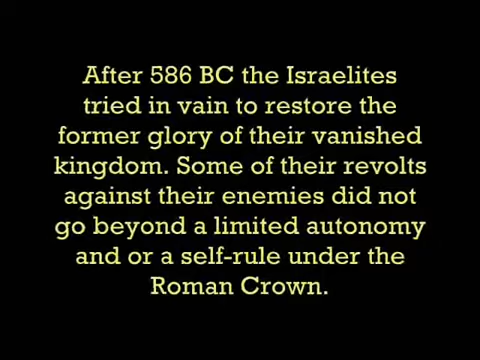 After 586 BC the Israelites
tried in vain to restore the
former glory of their vanished
kingdom. Some of their revolts
against their enemies did not
go beyond a limited autonomy
and or a self-rule under the
Roman Crown.